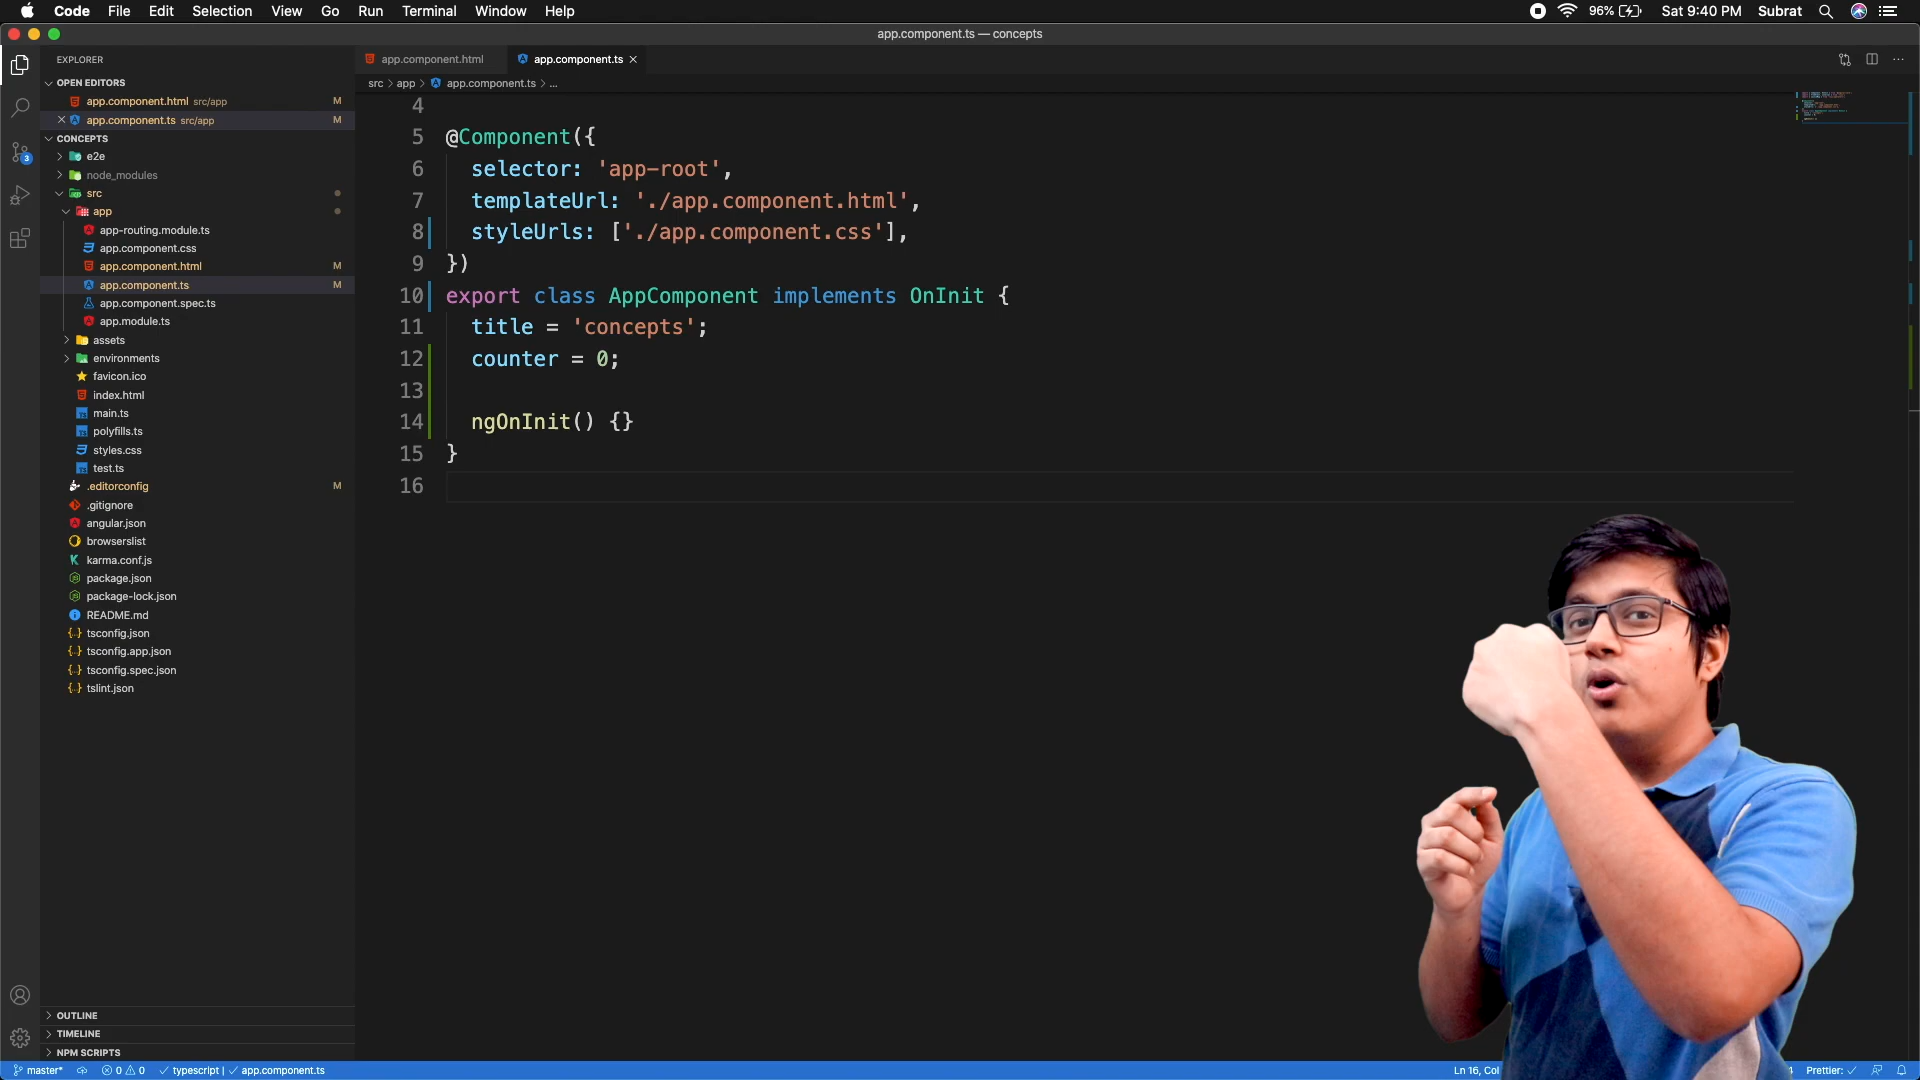 Code File Edit Selection View Go Run Terminal Window Help 96% Sat 9:40 PM Subrat
app.component.ts — concepts
EXPLORER
OPEN EDITORS
app.component.html src/app M
app.component.ts src/app M
CONCEPTS
e2e
node_modules
src
app
app-routing.module.ts
app.component.css
app.component.html M
app.component.ts M
app.component.spec.ts
app.module.ts
assets
environments
favicon.ico
index.html
main.ts
polyfills.ts
styles.css
test.ts
.editorconfig M
.gitignore
angular.json
browserslist
karma.conf.js
package.json
package-lock.json
README.md
tsconfig.json
tsconfig.app.json
tsconfig.spec.json
tslint.json
OUTLINE
TIMELINE
NPM SCRIPTS
3
app.component.html app.component.ts
src > app > app.component.ts > ...
4
5 @Component({
6 selector: 'app-root',
7 templateUrl: './app.component.html',
8 styleUrls: ['./app.component.css'],
9 })
10 export class AppComponent implements OnInit {
11 title = 'concepts';
12 counter = 0;
13
14 ngOnInit() {}
15 }
16
master* 0 0 typescript | app.component.ts Ln 16, Col Prettier: